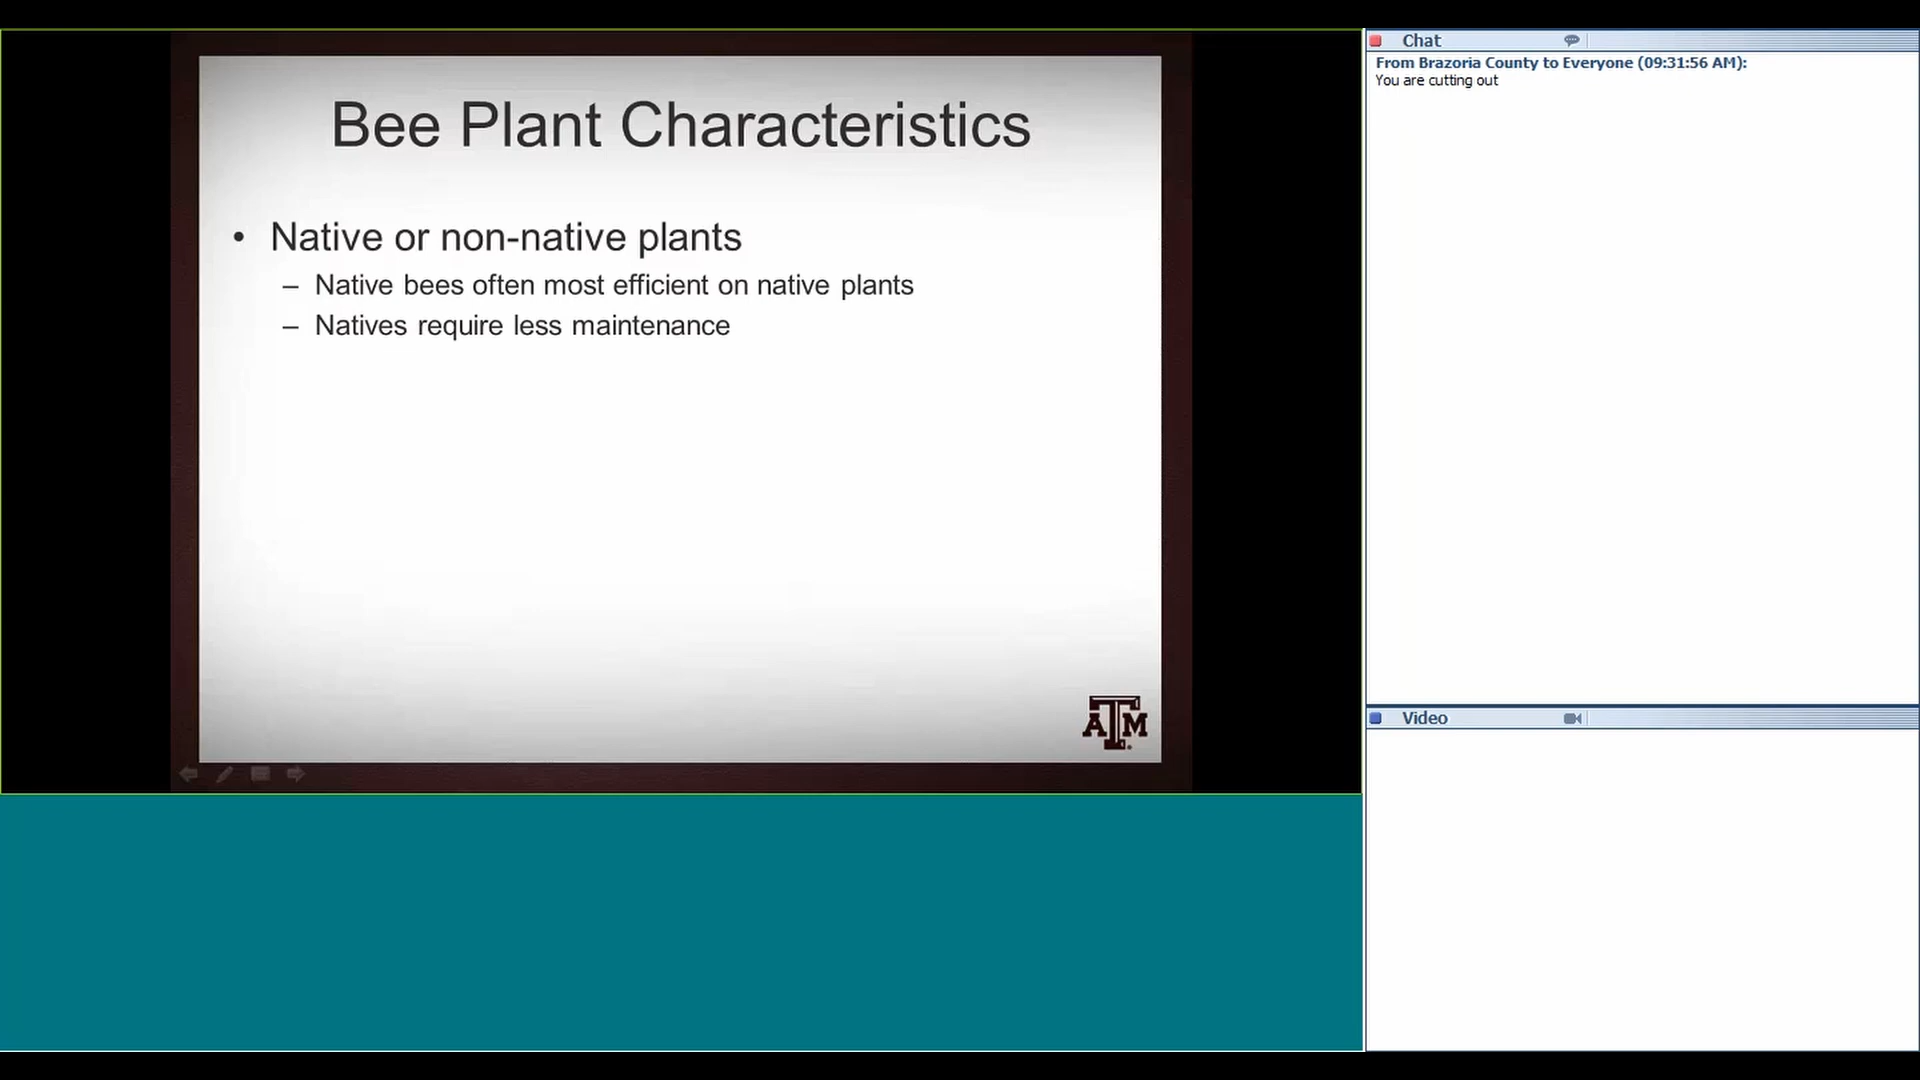 Bee Plant Characteristics
• Native or non-native plants
– Native bees often most efficient on native plants
– Natives require less maintenance
ATM
Chat
From Brazoria County to Everyone (09:31:56 AM):
You are cutting out
Video